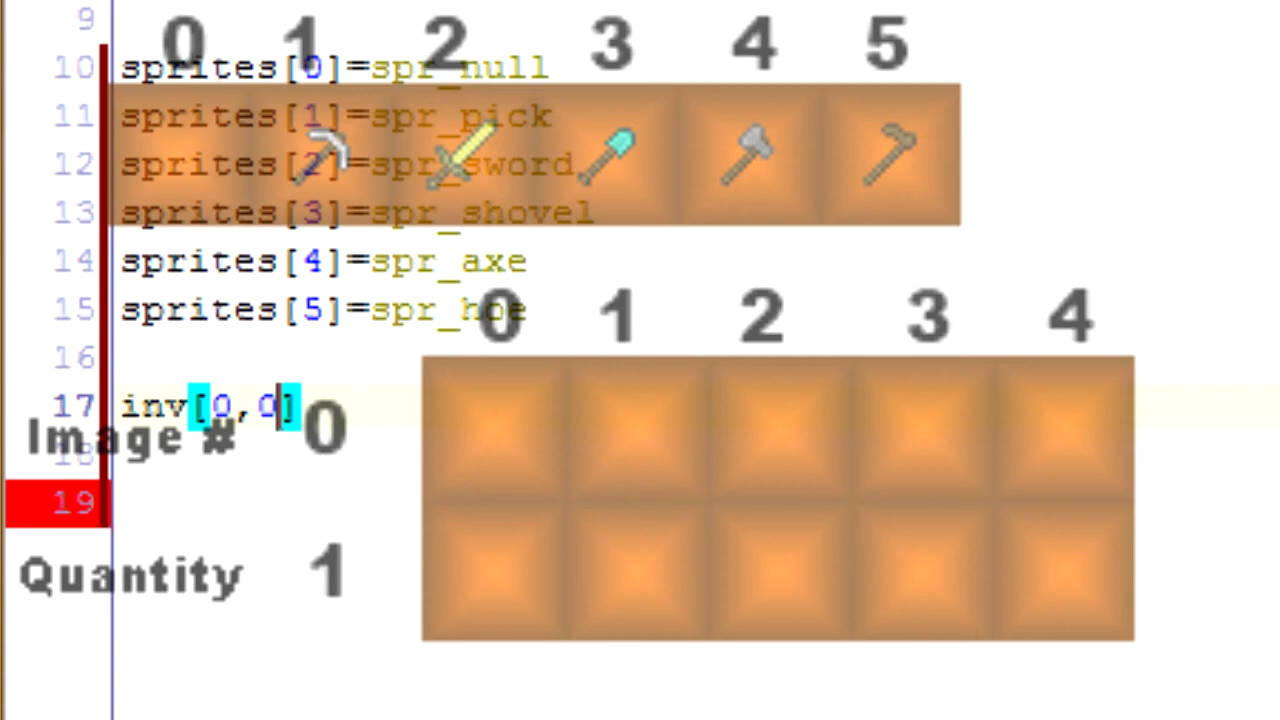 9
0 1 2 3 4 5
10 sprites[0]=spr_null
11 sprites[1]=spr_pick
12 sprites[2]=spr_sword
13 sprites[3]=spr_shovel
14 sprites[4]=spr_axe
15 sprites[5]=spr_hoe
0 1 2 3 4
16
17 inv[0,0]
Image # 0
18
19
Quantity 1